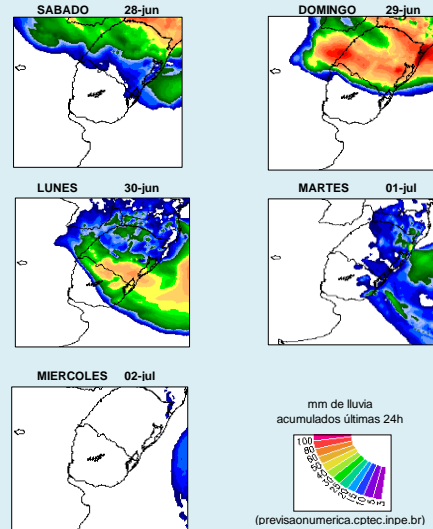 SABADO 28-jun
DOMINGO 29-jun
LUNES 30-jun
MARTES 01-jul
MIERCOLES 02-jul
mm de lluvia
acumulados últimas 24h
100
80
(previsaonumerica.cptec.inpe.br)